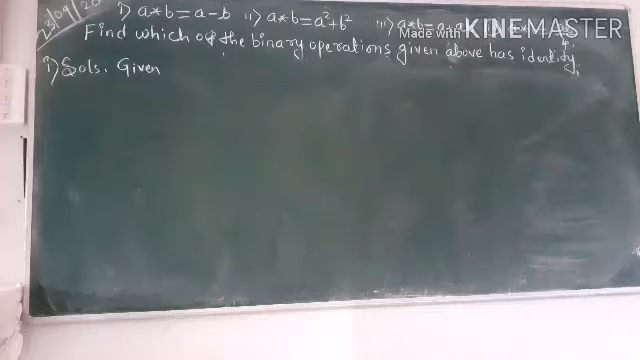 23/09/20 i) a*b=a-b ii) a*b=a²+b² iii) a*b=a+a
Made with KINEMASTER
Find which of the binary operations given above has identity.
i) Sols. Given